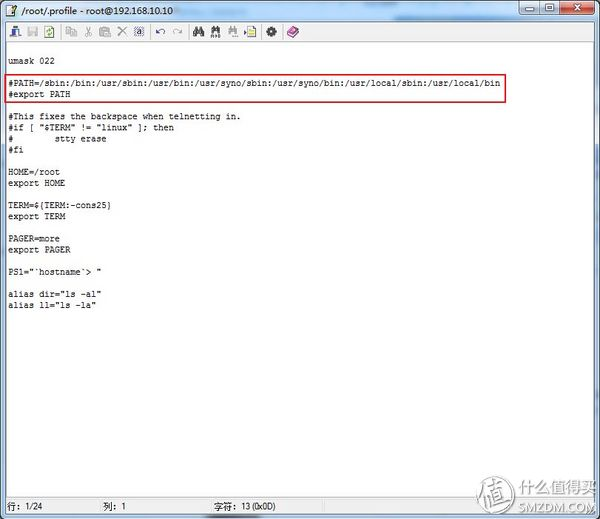 /root/.profile - root@192.168.10.10
umask 022
#PATH=/sbin:/bin:/usr/sbin:/usr/bin:/usr/syno/sbin:/usr/syno/bin:/usr/local/sbin:/usr/local/bin
#export PATH
#This fixes the backspace when telnetting in.
#if [ "$TERM" != "linux" ]; then
#        stty erase
#fi
HOME=/root
export HOME
TERM=${TERM:-cons25}
export TERM
PAGER=more
export PAGER
PS1="`hostname`> "
alias dir="ls -al"
alias ll="ls -la"
行: 1/24 列: 1 字符: 13 (0x0D)
值 什么值得买
SMZDM.COM